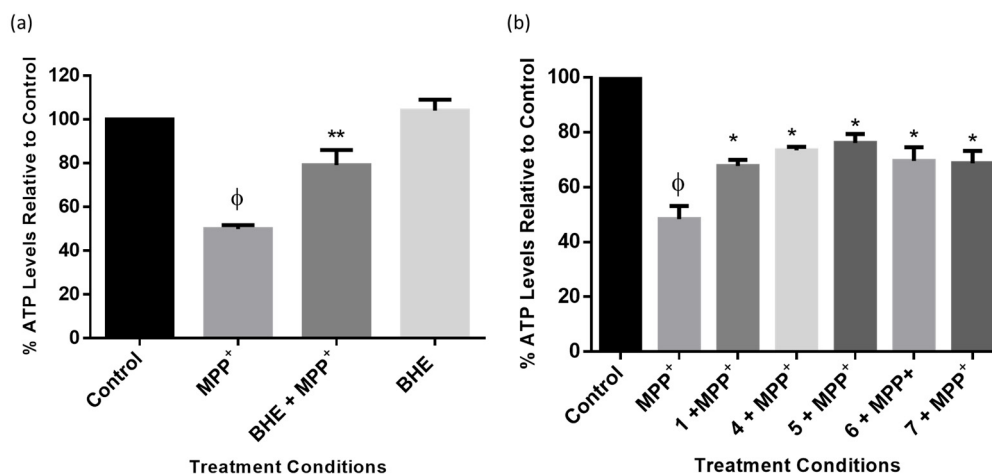 (a)
% ATP Levels Relative to Control
120
100
80
60
40
20
0
ϕ
**
Control
MPP⁺
BHE + MPP⁺
BHE
Treatment Conditions
(b)
% ATP Levels Relative to Control
100
80
60
40
20
0
ϕ
*
*
*
*
*
Control
MPP⁺
1 +MPP⁺
4 + MPP⁺
5 + MPP⁺
6 + MPP+
7 + MPP⁺
Treatment Conditions